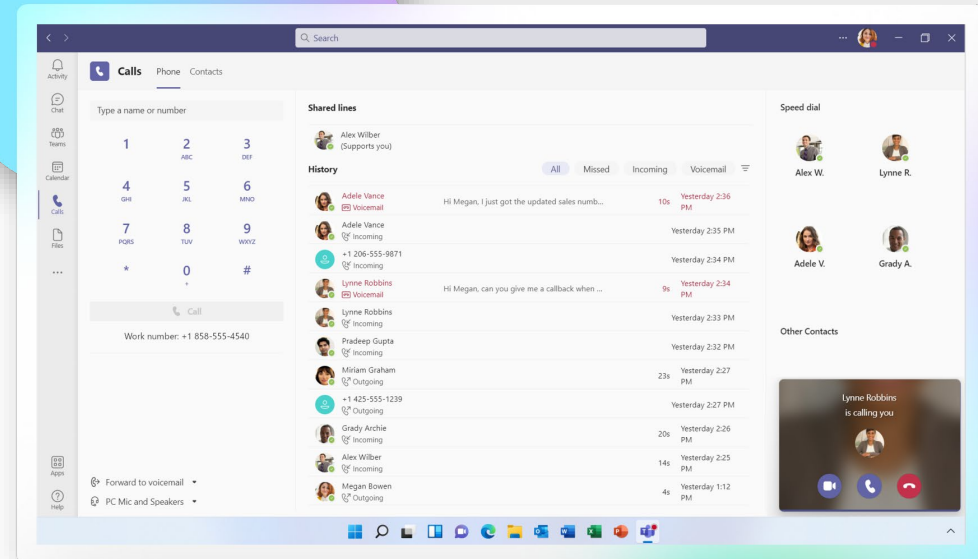 Search
Activity
Chat
Teams
Calendar
Calls
Files
Apps
Help
Calls Phone Contacts
Type a name or number
1 2 3
ABC DEF
4 5 6
GHI JKL MNO
7 8 9
PQRS TUV WXYZ
* 0 #
+
Call
Work number: +1 858-555-4540
Forward to voicemail
PC Mic and Speakers
Shared lines
Alex Wilber
(Supports you)
History All Missed Incoming Voicemail
Adele Vance Hi Megan, I just got the updated sales numb... 10s Yesterday 2:36
Voicemail PM
Adele Vance Yesterday 2:35 PM
Incoming
+1 206-555-9871 Yesterday 2:34 PM
Incoming
Lynne Robbins Hi Megan, can you give me a callback when ... 9s Yesterday 2:34
Voicemail PM
Lynne Robbins Yesterday 2:33 PM
Incoming
Pradeep Gupta Yesterday 2:32 PM
Incoming
Miriam Graham 23s Yesterday 2:27
Outgoing PM
+1 425-555-1239 Yesterday 2:27 PM
Outgoing
Grady Archie 20s Yesterday 2:26
Incoming PM
Alex Wilber 14s Yesterday 2:25
Incoming PM
Megan Bowen 4s Yesterday 1:12
Outgoing PM
Speed dial
Alex W. Lynne R.
Adele V. Grady A.
Other Contacts
Lynne Robbins
is calling you